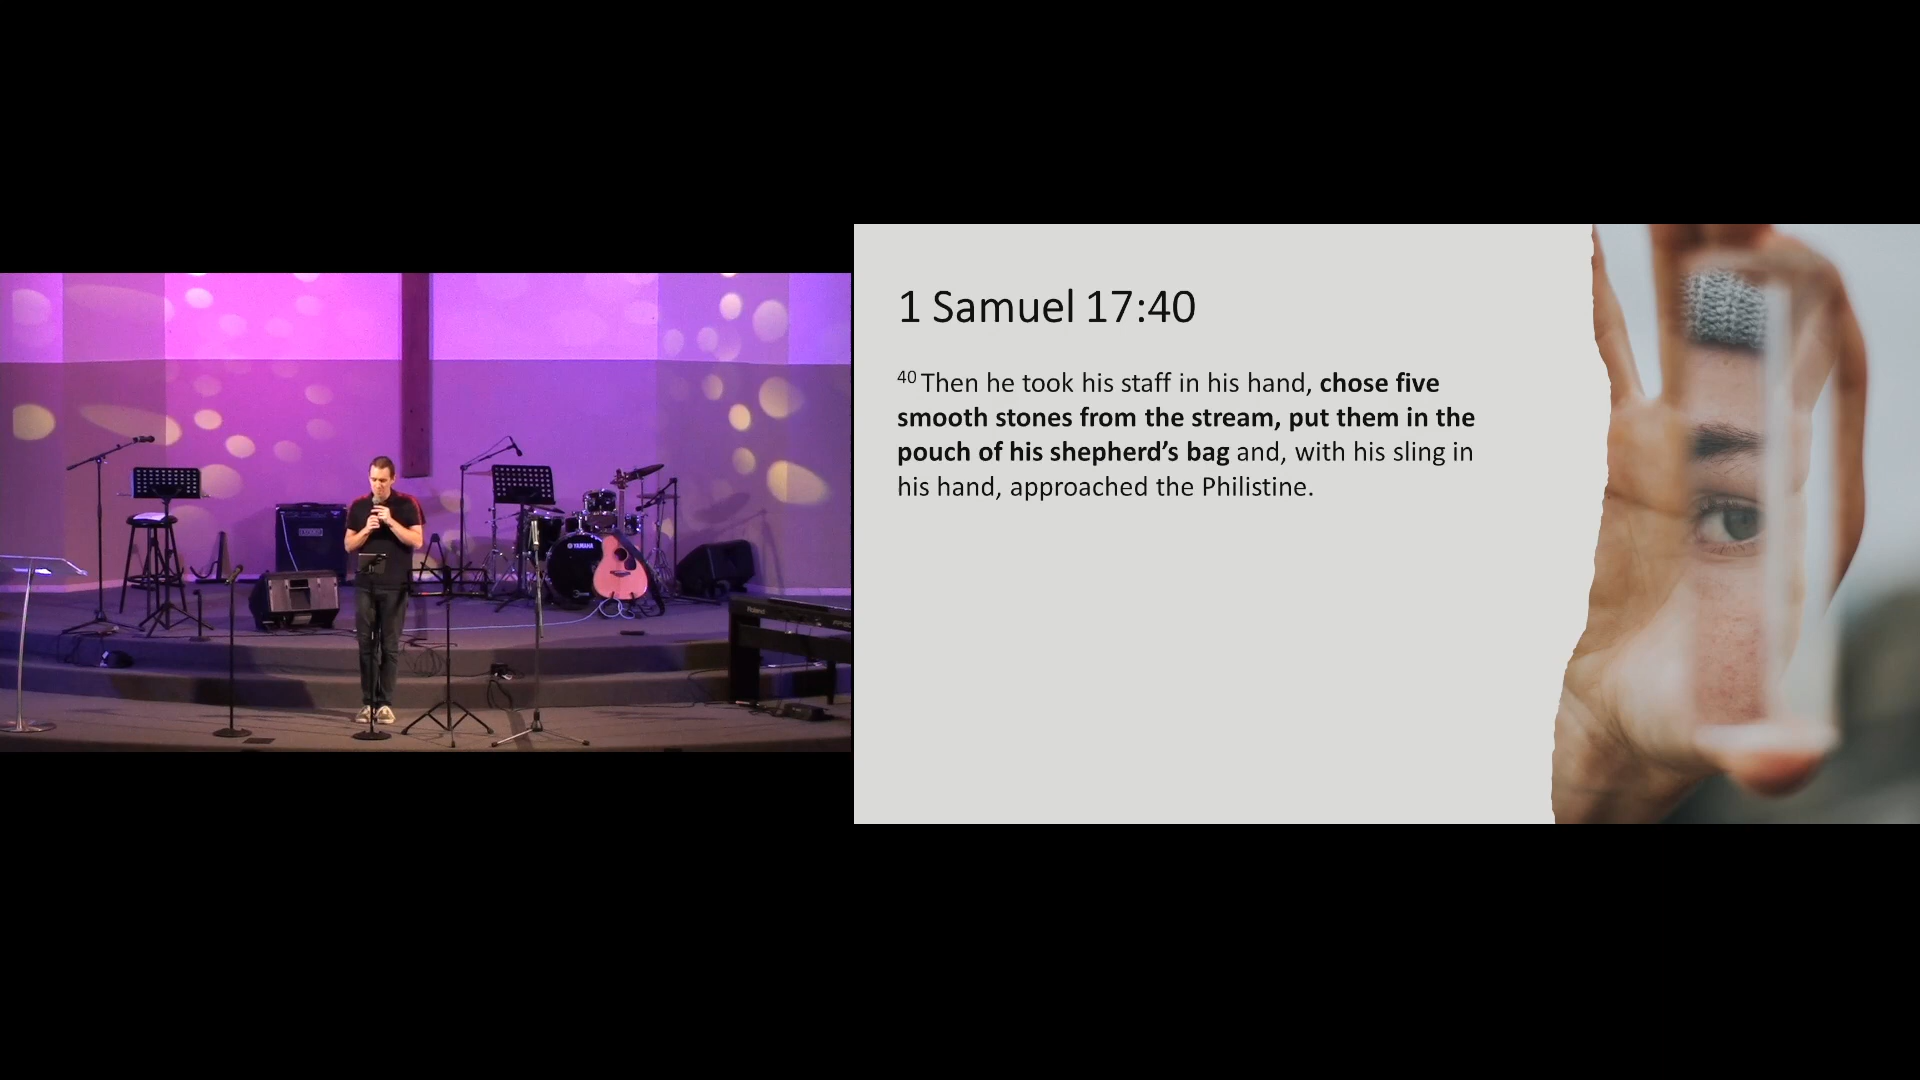 1 Samuel 17:40
40 Then he took his staff in his hand, chose five
smooth stones from the stream, put them in the
pouch of his shepherd’s bag and, with his sling in
his hand, approached the Philistine.
YAMAHA
Roland